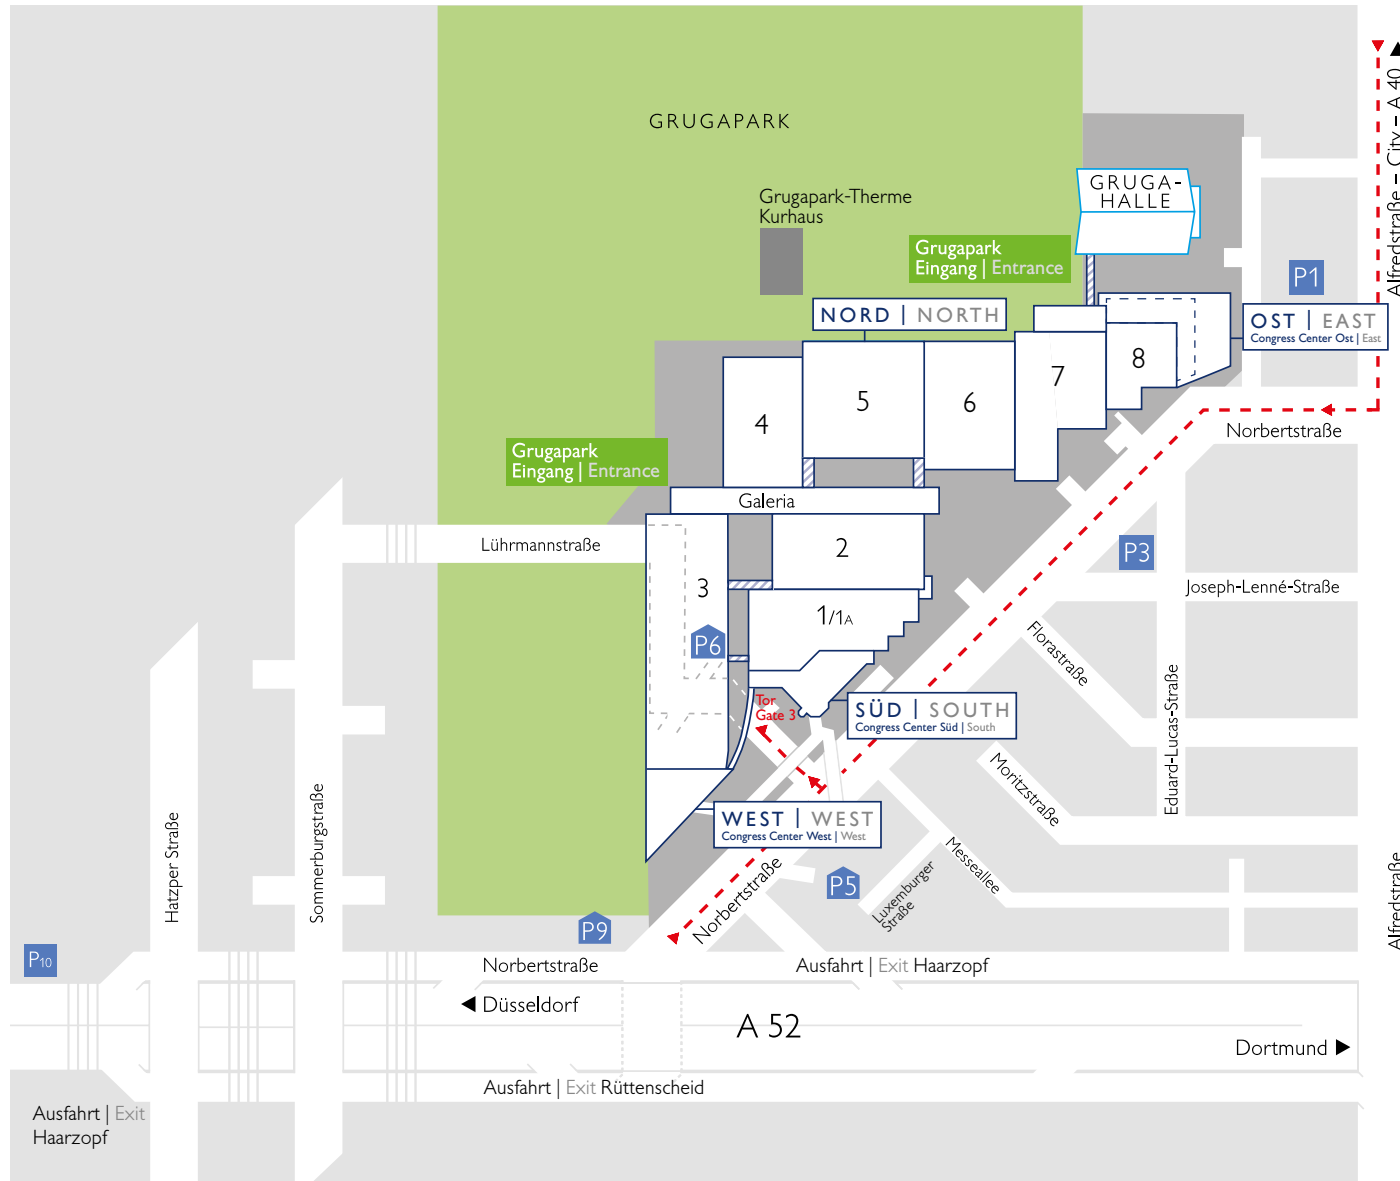 GRUGAPARK
Grugapark-Therme
Kurhaus
GRUGA-
HALLE
Grugapark
Eingang | Entrance
P1
Alfredstraße – City – A 40
NORD | NORTH
OST | EAST
Congress Center Ost | East
8
7
5
6
4
Norbertstraße
Grugapark
Eingang | Entrance
Galeria
Lührmannstraße
2
P3
3
Joseph-Lenné-Straße
1/1A
P6
Florastraße
Tor
Gate 3
SÜD | SOUTH
Congress Center Süd | South
Eduard-Lucas-Straße
Moritzstraße
WEST | WEST
Congress Center West | West
Hatzper Straße
Sommerburgstraße
Messeallee
Luxemburger
Straße
P5
Norbertstraße
Alfredstraße
P9
P10
Norbertstraße
Ausfahrt | Exit Haarzopf
Düsseldorf
A 52
Dortmund
Ausfahrt | Exit Rüttenscheid
Ausfahrt | Exit
Haarzopf